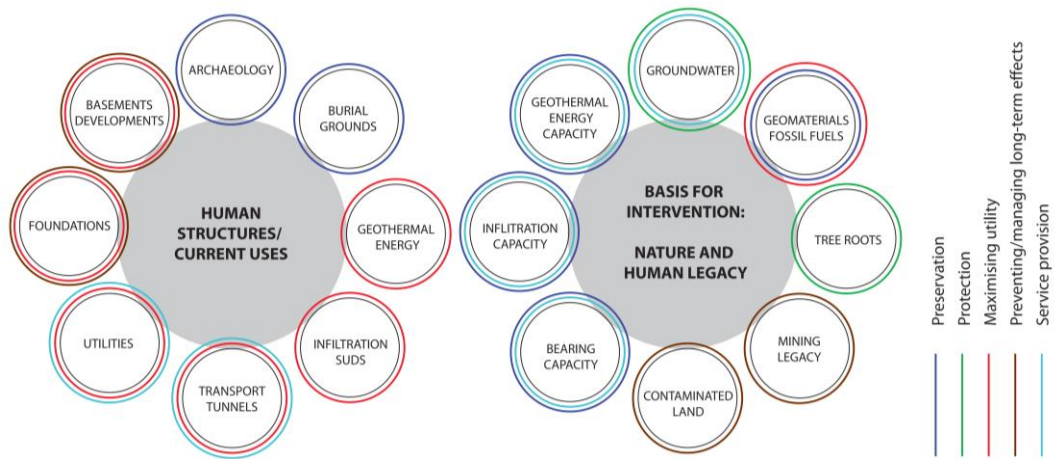 ARCHAEOLOGY
BURIAL
GROUNDS
GEOTHERMAL
ENERGY
INFILTRATION
SUDS
TRANSPORT
TUNNELS
UTILITIES
FOUNDATIONS
BASEMENTS
DEVELOPMENTS
HUMAN
STRUCTURES/
CURRENT USES
GROUNDWATER
GEOMATERIALS
FOSSIL FUELS
TREE ROOTS
MINING
LEGACY
CONTAMINATED
LAND
BEARING
CAPACITY
INFLITRATION
CAPACITY
GEOTHERMAL
ENERGY
CAPACITY
BASIS FOR
INTERVENTION:
NATURE AND
HUMAN LEGACY
Preservation
Protection
Maximising utility
Preventing/managing long-term effects
Service provision